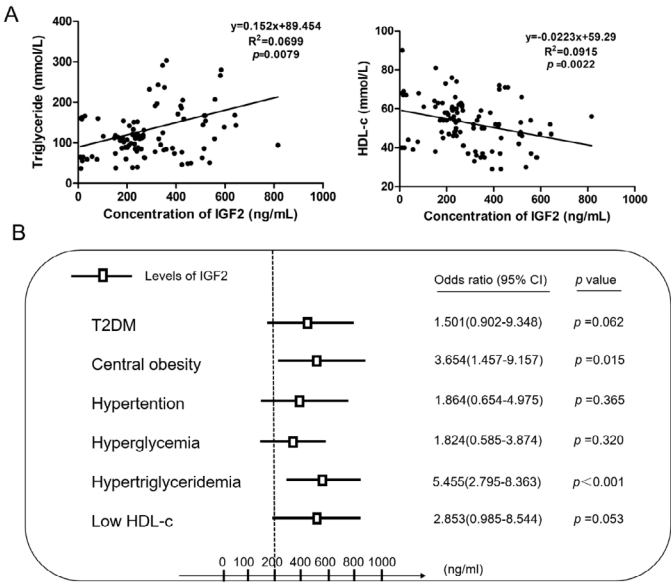 A
y=0.152x+89.454
R²=0.0699
p=0.0079
Triglyceride (mmol/L)
400
300
200
100
0
0 200 400 600 800 1000
Concentration of IGF2 (ng/mL)
y=-0.0223x+59.29
R²=0.0915
p=0.0022
HDL-c (mmol/L)
100
80
60
40
20
0 200 400 600 800 1000
Concentration of IGF2 (ng/mL)
B
Levels of IGF2 Odds ratio (95% CI) p value
T2DM 1.501(0.902-9.348) p =0.062
Central obesity 3.654(1.457-9.157) p =0.015
Hypertention 1.864(0.654-4.975) p =0.365
Hyperglycemia 1.824(0.585-3.874) p =0.320
Hypertriglyceridemia 5.455(2.795-8.363) p<0.001
Low HDL-c 2.853(0.985-8.544) p =0.053
0 100 200 400 600 800 1000 (ng/ml)